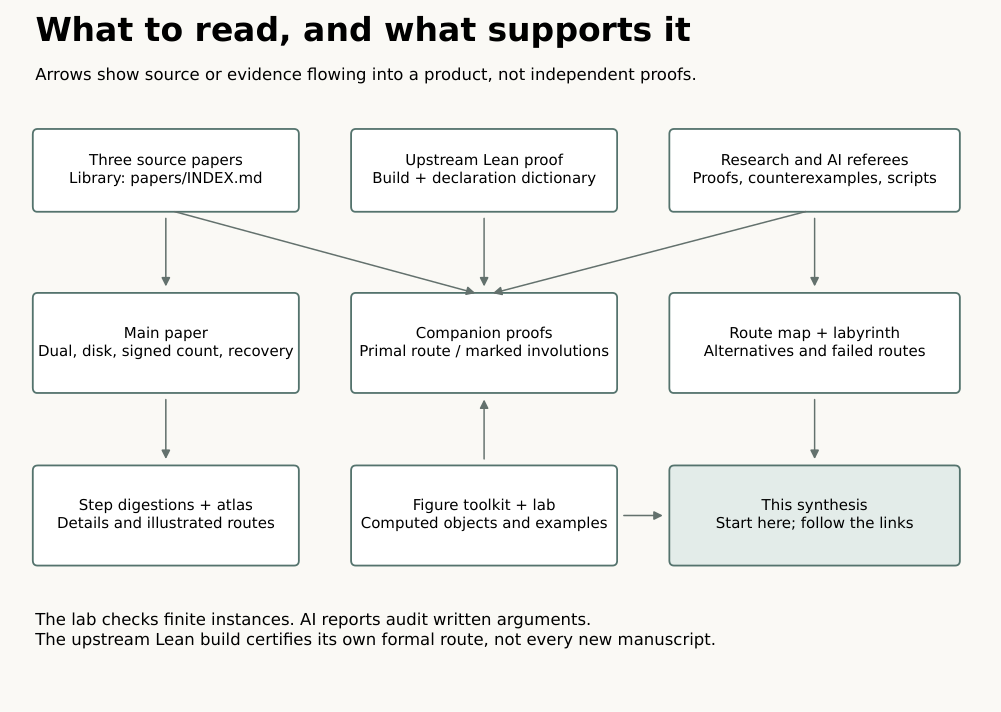 What to read, and what supports it
Arrows show source or evidence flowing into a product, not independent proofs.
Three source papers
Library: papers/INDEX.md
Upstream Lean proof
Build + declaration dictionary
Research and AI referees
Proofs, counterexamples, scripts
Main paper
Dual, disk, signed count, recovery
Companion proofs
Primal route / marked involutions
Route map + labyrinth
Alternatives and failed routes
Step digestions + atlas
Details and illustrated routes
Figure toolkit + lab
Computed objects and examples
This synthesis
Start here; follow the links
The lab checks finite instances. AI reports audit written arguments.
The upstream Lean build certifies its own formal route, not every new manuscript.